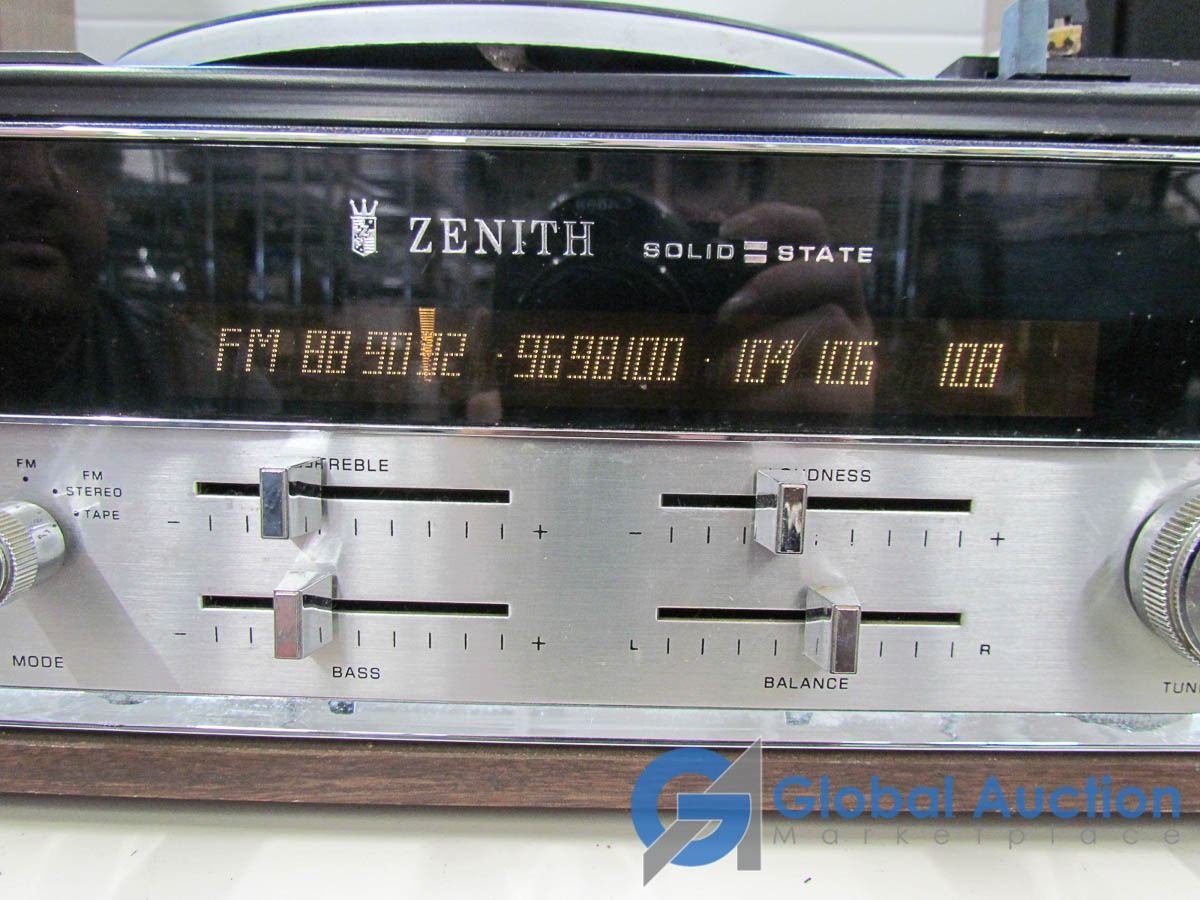 ZENITH SOLID STATE
FM 88 90 92 · 96 98 100 · 104 106 108
FM
FM
STEREO
TAPE
TREBLE
- +
- +
- +
L R
MODE
BASS
BALANCE
Global Auction
Marketplace